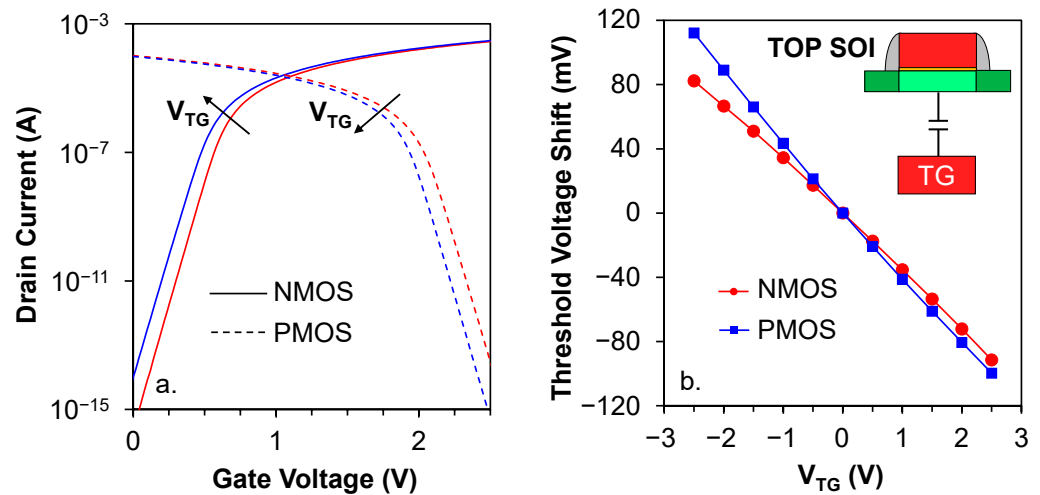 Drain Current (A)
10⁻³
10⁻⁷
10⁻¹¹
10⁻¹⁵
V_TG
V_TG
NMOS
PMOS
a.
0
1
2
Gate Voltage (V)
Threshold Voltage Shift (mV)
120
80
40
0
−40
−80
−120
TOP SOI
TG
NMOS
PMOS
b.
−3
−2
−1
0
1
2
3
V_TG (V)